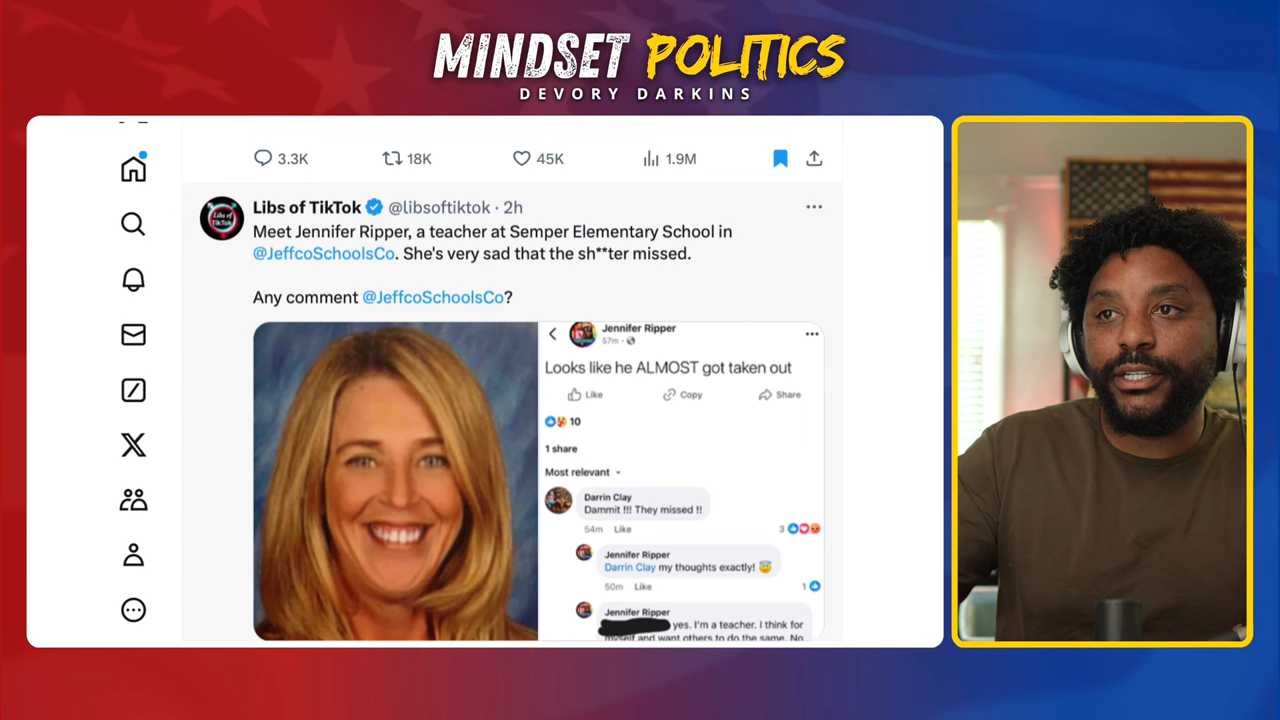 MINDSET POLITICS
DEVORY DARKINS
3.3K 18K 45K 1.9M
Libs of TikTok @libsoftiktok · 2h
Meet Jennifer Ripper, a teacher at Semper Elementary School in
@JeffcoSchoolsCo. She's very sad that the sh**ter missed.
Any comment @JeffcoSchoolsCo?
Libs of TikTok
Jennifer Ripper
57m ·
Looks like he ALMOST got taken out
Like Copy Share
10
1 share
Most relevant
Darrin Clay
Dammit !!! They missed !!
54m Like 3
Jennifer Ripper
Darrin Clay my thoughts exactly! 😇
50m Like 1
Jennifer Ripper
yes. I'm a teacher. I think for
myself and want others to do the same. No